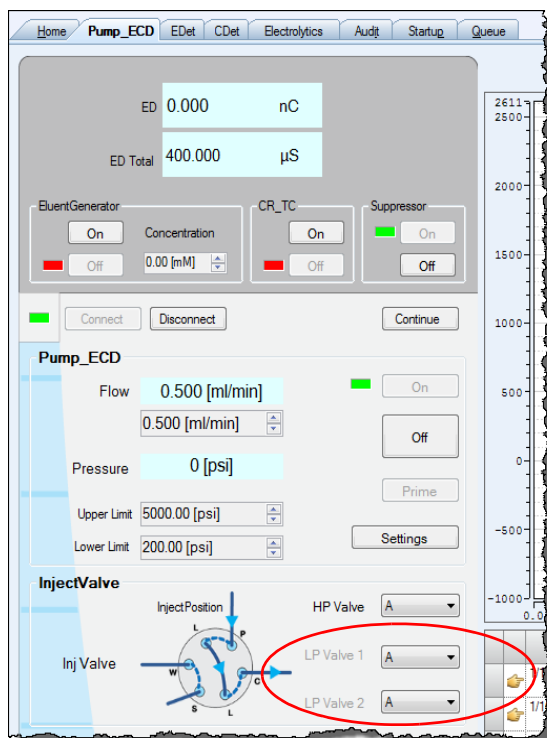 Home Pump_ECD EDet CDet Electrolytics Audit Startup Queue
ED 0.000 nC
ED Total 400.000 µS
EluentGenerator CR_TC Suppressor
On Concentration On On
Off 0.00 [mM] Off Off
Connect Disconnect Continue
Pump_ECD
Flow 0.500 [ml/min] On
0.500 [ml/min] Off
Pressure 0 [psi]
Prime
Upper Limit 5000.00 [psi]
Lower Limit 200.00 [psi] Settings
InjectValve
InjectPosition HP Valve A
L P
Inj Valve W C
S L
LP Valve 1 A
LP Valve 2 A
2611
2500
2000
1500
1000
500
0
-500
-1000
0.0
1/1